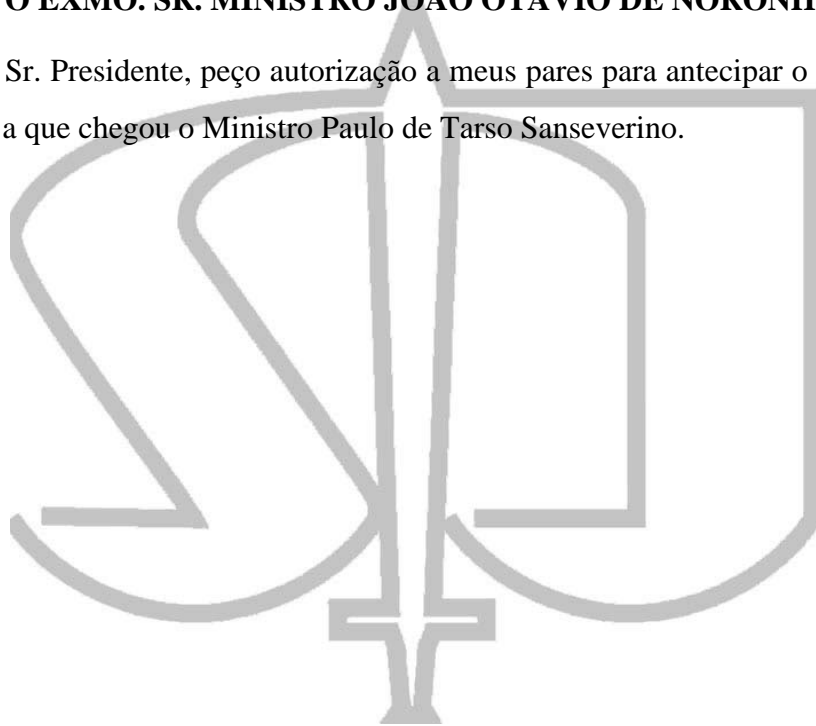 O EXMO. SR. MINISTRO JOÃO OTÁVIO DE
Sr. Presidente, peço autorização a meus pares para antecipar o
a que chegou o Ministro Paulo de Tarso Sanseverino.